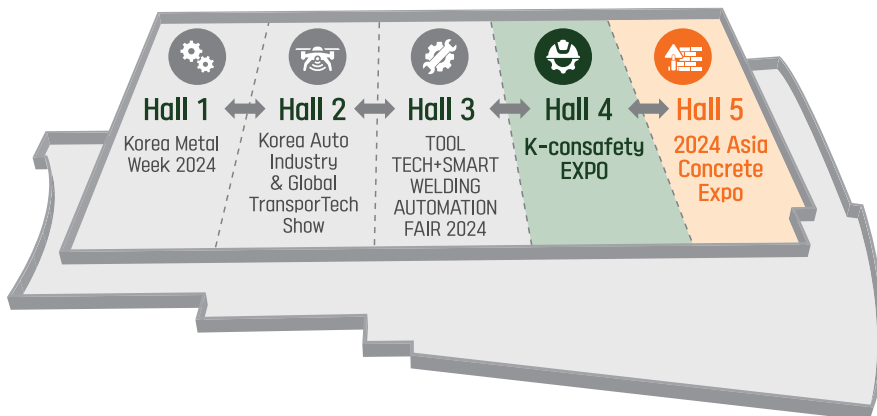 Hall 1
Korea Metal
Week 2024
Hall 2
Korea Auto
Industry
& Global
TransporTech
Show
Hall 3
TOOL
TECH+SMART
WELDING
AUTOMATION
FAIR 2024
Hall 4
K-consafety
EXPO
Hall 5
2024 Asia
Concrete
Expo